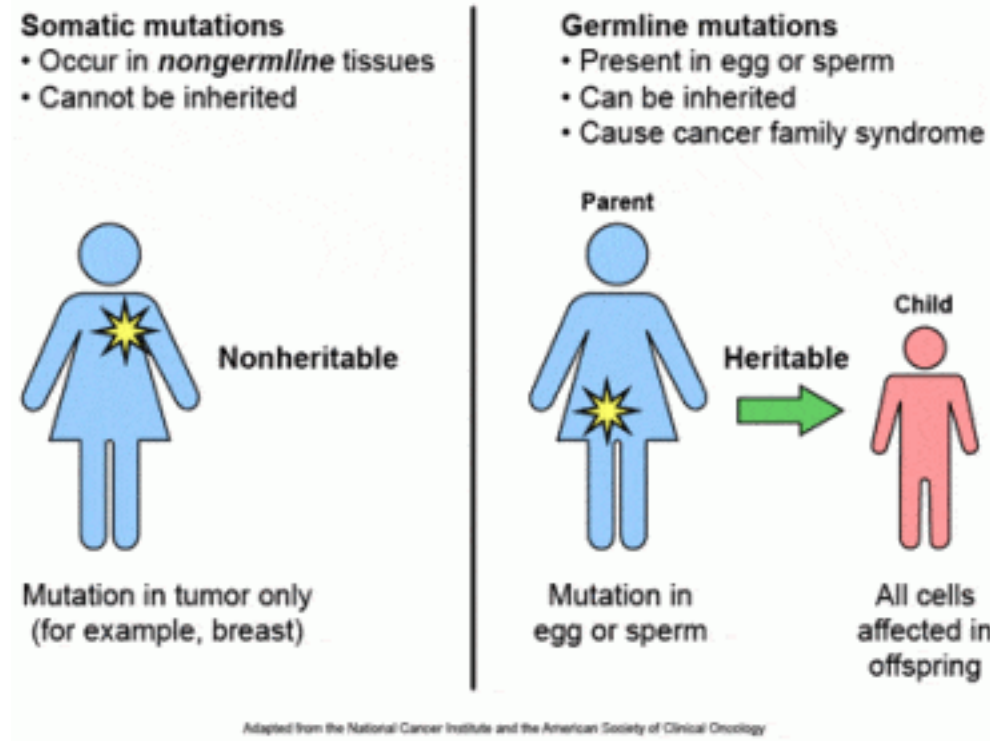 Somatic mutations
• Occur in nongermline tissues
• Cannot be inherited
Nonheritable
Mutation in tumor only
(for example, breast)
Germline mutations
• Present in egg or sperm
• Can be inherited
• Cause cancer family syndrome
Parent
Heritable
Child
Mutation in
egg or sperm
All cells
affected in
offspring
Adapted from the National Cancer Institute and the American Society of Clinical Oncology